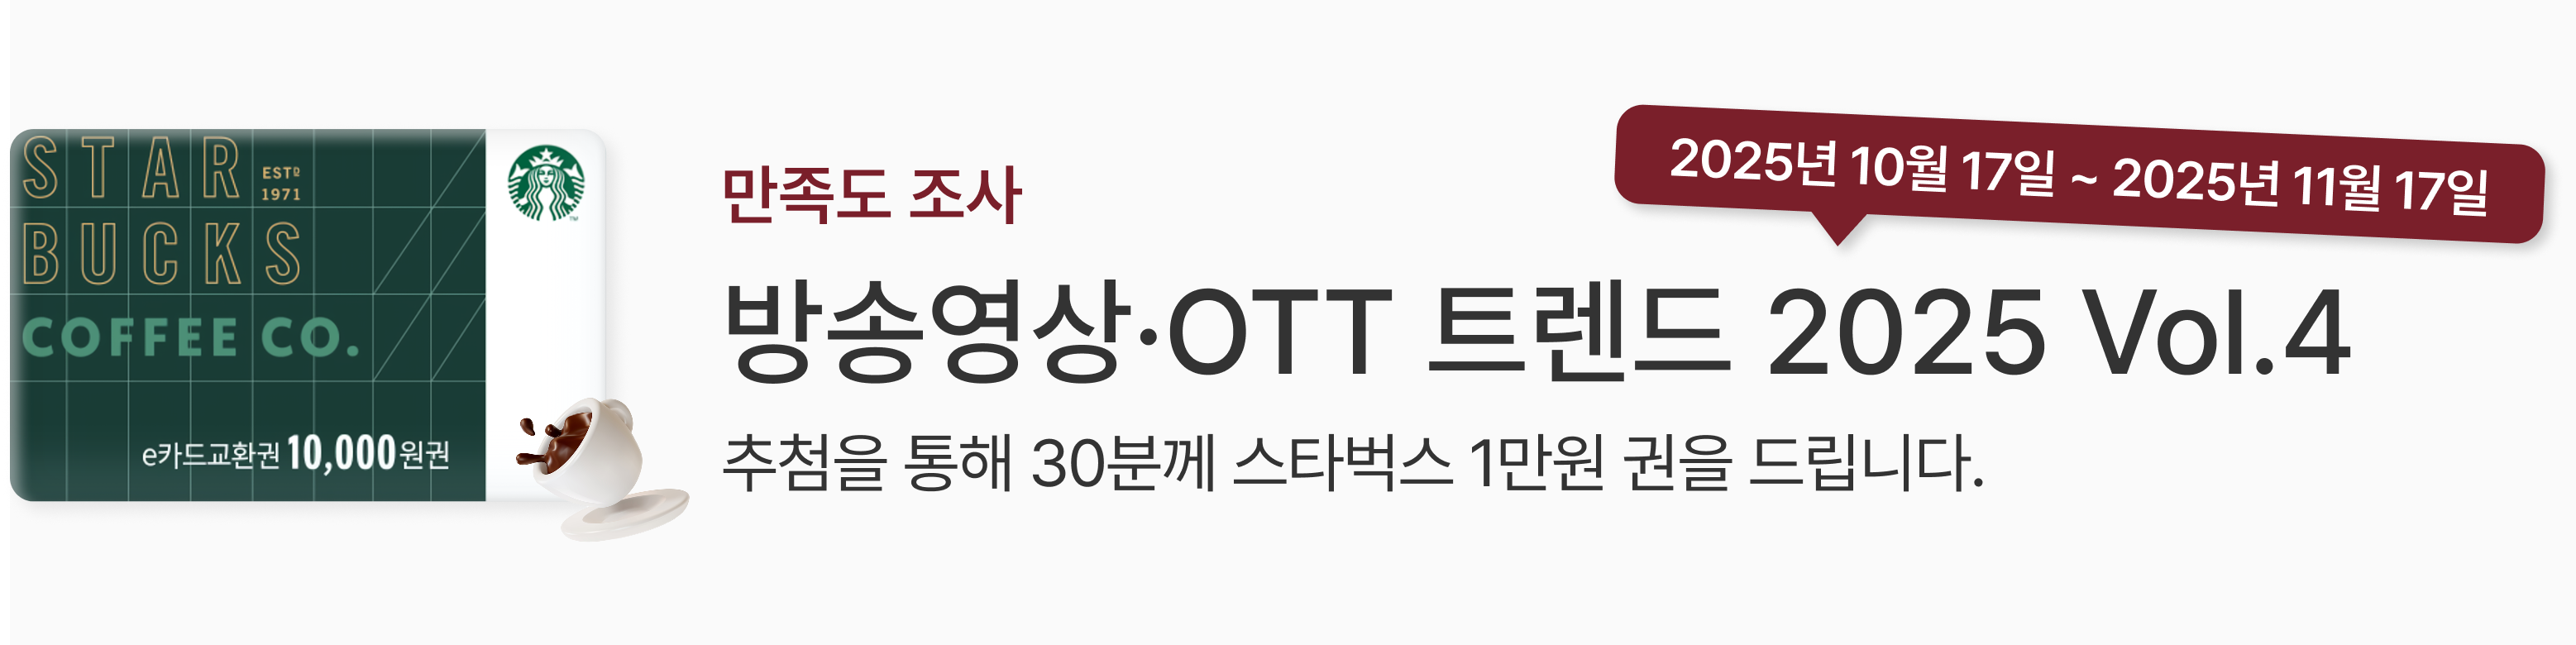 STAR
ESTD
1971
BUCKS
COFFEE CO.
e카드교환권 10,000원권
TM
만족도 조사
2025년 10월 17일 ~ 2025년 11월 17일
방송영상·OTT 트렌드 2025 Vol.4
추첨을 통해 30분께 스타벅스 1만원 권을 드립니다.